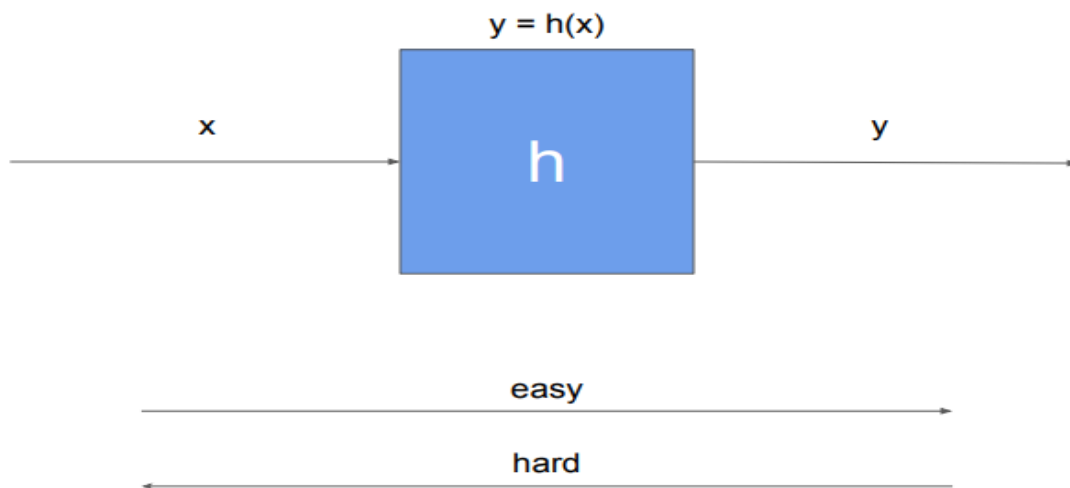 y = h(x)
x
h
y
easy
hard